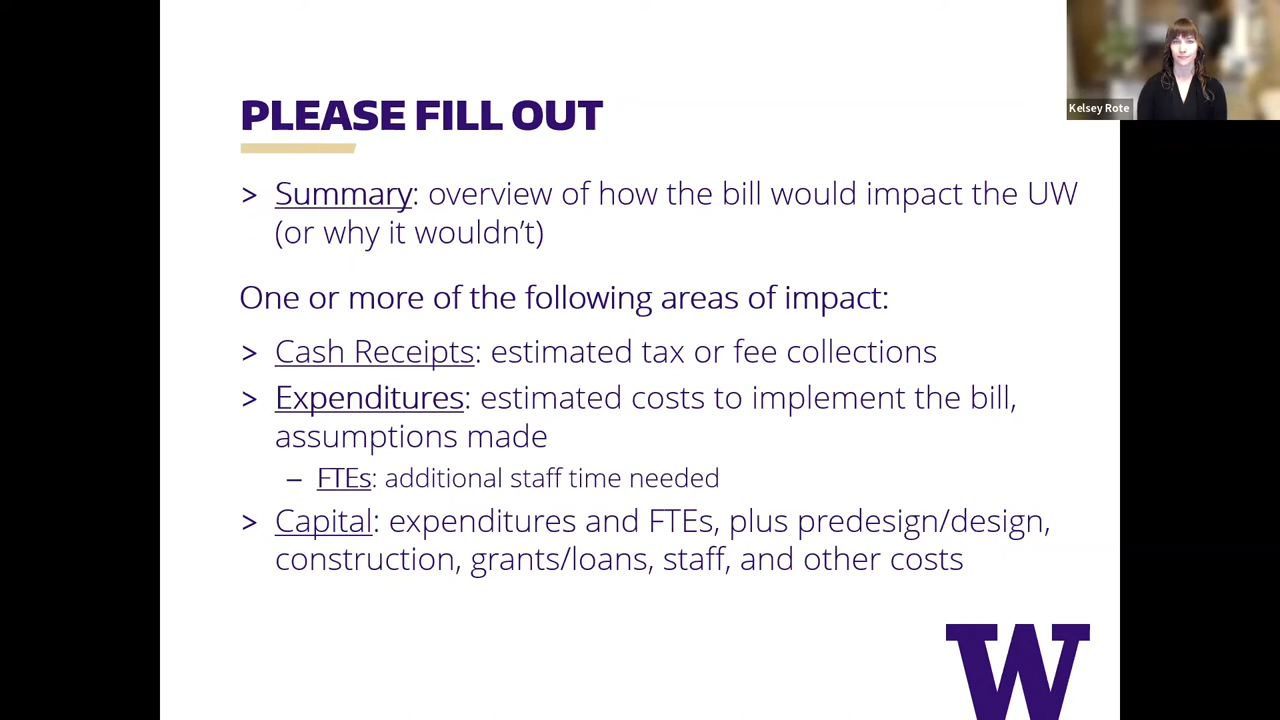 Kelsey Rote
PLEASE FILL OUT
> Summary: overview of how the bill would impact the UW
(or why it wouldn’t)
One or more of the following areas of impact:
> Cash Receipts: estimated tax or fee collections
> Expenditures: estimated costs to implement the bill,
assumptions made
– FTEs: additional staff time needed
> Capital: expenditures and FTEs, plus predesign/design,
construction, grants/loans, staff, and other costs
W